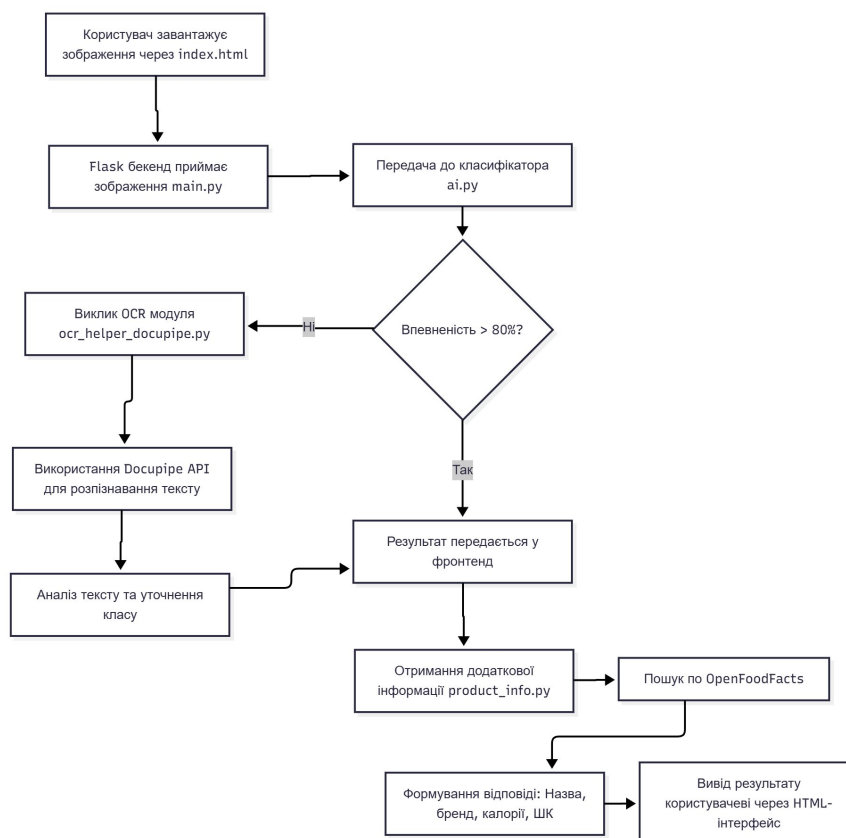 Користувач завантажує
зображення через index.html
Flask бекенд приймає
зображення main.py
Передача до класифікатора
ai.py
Впевненість > 80%?
Ні
Виклик OCR модуля
ocr_helper_docupipe.py
Використання Docupipe API
для розпізнавання тексту
Аналіз тексту та уточнення
класу
Так
Результат передається у
фронтенд
Отримання додаткової
інформації product_info.py
Пошук по OpenFoodFacts
Формування відповіді: Назва,
бренд, калорії, ШК
Вивід результату
користувачеві через HTML-
інтерфейс